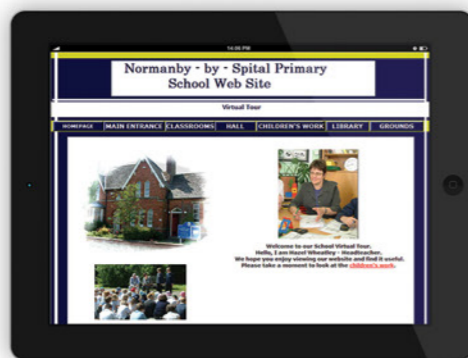 14:05 PM
Normanby - by - Spital Primary
School Web Site
Virtual Tour
HOMEPAGE MAIN ENTRANCE CLASSROOMS HALL CHILDREN'S WORK LIBRARY GROUNDS
Welcome to our School Virtual Tour.
Hello, I am Hazel Wheatley - Headteacher.
We hope you enjoy viewing our website and find it useful.
Please take a moment to look at the children's work.